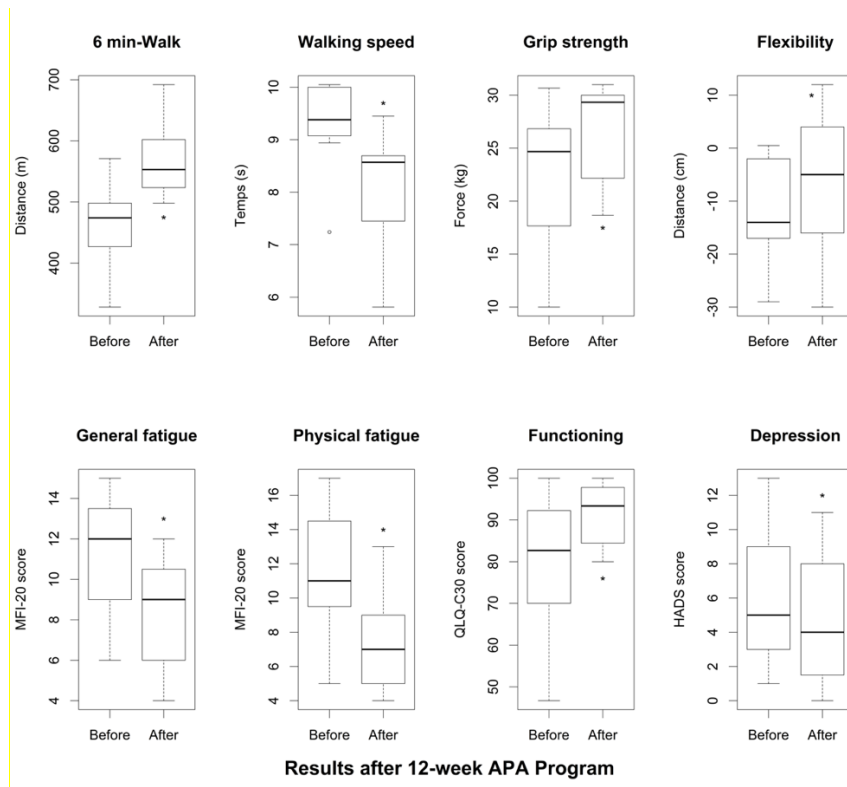 6 min-Walk
Distance (m)
700
600
500
400
Before After
*
Walking speed
Temps (s)
10
9
8
7
6
Before After
*
Grip strength
Force (kg)
30
25
20
15
10
Before After
*
Flexibility
Distance (cm)
10
0
-10
-20
-30
Before After
*
General fatigue
MFI-20 score
14
12
10
8
6
4
Before After
*
Physical fatigue
MFI-20 score
16
14
12
10
8
6
4
Before After
*
Functioning
QLQ-C30 score
100
90
80
70
60
50
Before After
*
Depression
HADS score
12
10
8
6
4
2
0
Before After
*
Results after 12-week APA Program